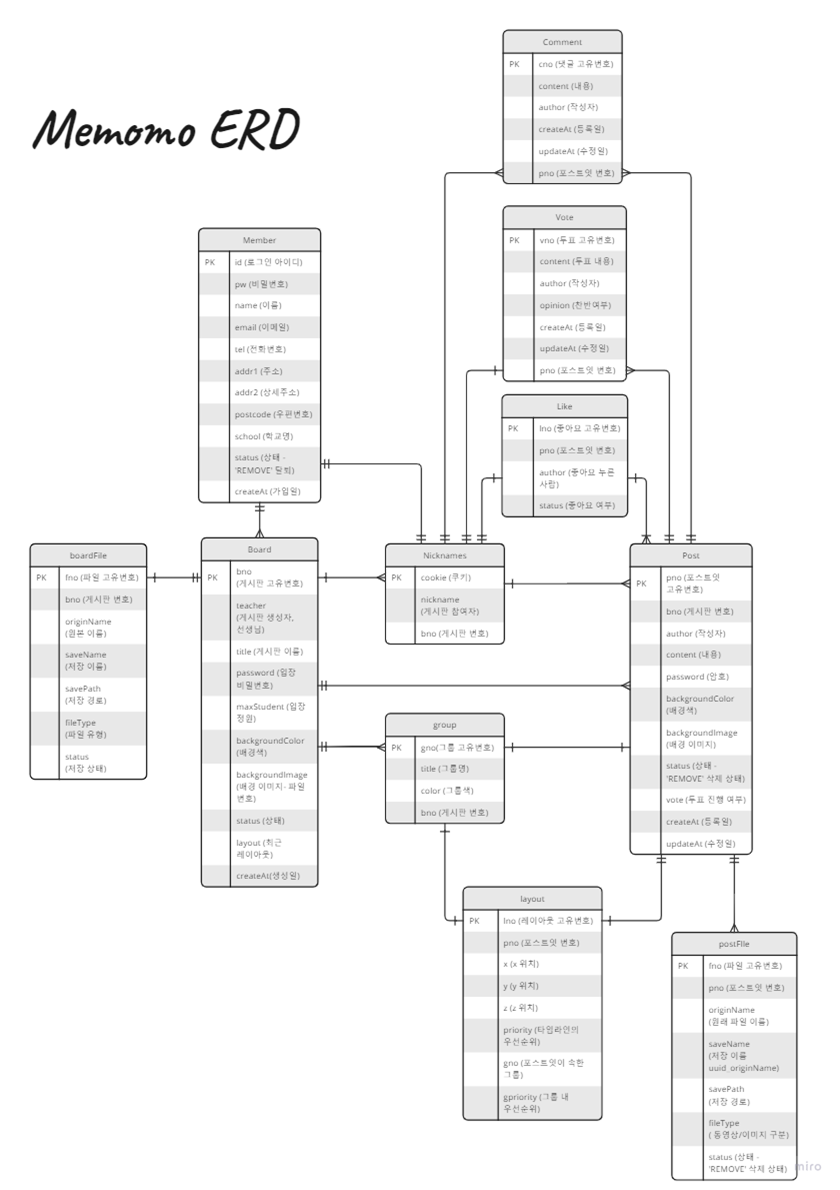 Memomo ERD
Comment
PK cno (댓글 고유번호)
content (내용)
author (작성자)
createAt (등록일)
updateAt (수정일)
pno (포스트잇 번호)
Vote
PK vno (투표 고유번호)
content (투표 내용)
author (작성자)
opinion (찬반여부)
createAt (등록일)
updateAt (수정일)
pno (포스트잇 번호)
Member
PK id (로그인 아이디)
pw (비밀번호)
name (이름)
email (이메일)
tel (전화번호)
addr1 (주소)
addr2 (상세주소)
postcode (우편번호)
school (학교명)
status (상태 -
'REMOVE' 탈퇴)
createAt (가입일)
Like
PK lno (좋아요 고유번호)
pno (포스트잇 번호)
author (좋아요 누른
사람)
status (좋아요 여부)
boardFile
PK fno (파일 고유번호)
bno (게시판 번호)
originName
(원본 이름)
saveName
(저장 이름)
savePath
(저장 경로)
fileType
(파일 유형)
status
(저장 상태)
Board
PK bno
(게시판 고유번호)
teacher
(게시판 생성자,
선생님)
title (게시판 이름)
password (입장
비밀번호)
maxStudent (입장
정원)
backgroundColor
(배경색)
backgroundImage
(배경 이미지- 파일
번호)
status (상태)
layout (최근
레이아웃)
createAt(생성일)
Nicknames
PK cookie (쿠키)
nickname
(게시판 참여자)
bno (게시판 번호)
group
PK gno(그룹 고유번호)
title (그룹명)
color (그룹색)
bno (게시판 번호)
Post
PK pno (포스트잇
고유번호)
bno (게시판 번호)
author (작성자)
content (내용)
password (암호)
backgroundColor
(배경색)
backgroundImage
(배경 이미지)
status (상태 -
'REMOVE' 삭제 상태)
vote (투표 진행 여부)
createAt (등록일)
updateAt (수정일)
layout
PK lno (레이아웃 고유번호)
pno (포스트잇 번호)
x (x 위치)
y (y 위치)
z (z 위치)
priority (타임라인의
우선순위)
gno (포스트잇이 속한
그룹)
gpriority (그룹 내
우선순위)
postFile
PK fno (파일 고유번호)
pno (포스트잇 번호)
originName
(원래 파일 이름)
saveName
(저장 이름
uuid_originName)
savePath
(저장 경로)
fileType
( 동영상/이미지 구분)
status (상태 -
'REMOVE' 삭제 상태)
miro